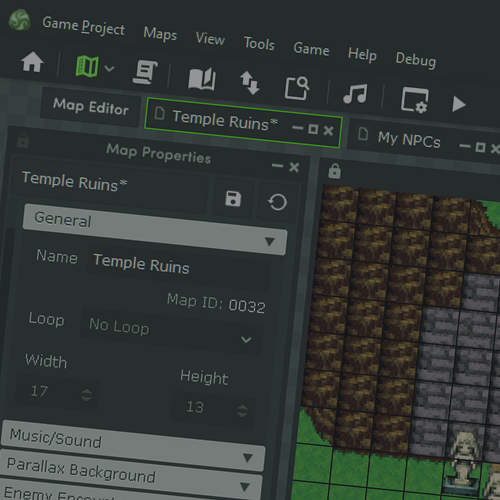 Game Project Maps View Tools Game Help Debug
Map Editor
Temple Ruins*
My NPCs
Map Properties
Temple Ruins*
General
Name Temple Ruins
Map ID: 0032
Loop No Loop
Width Height
17 13
Music/Sound
Parallax Background
Enemy